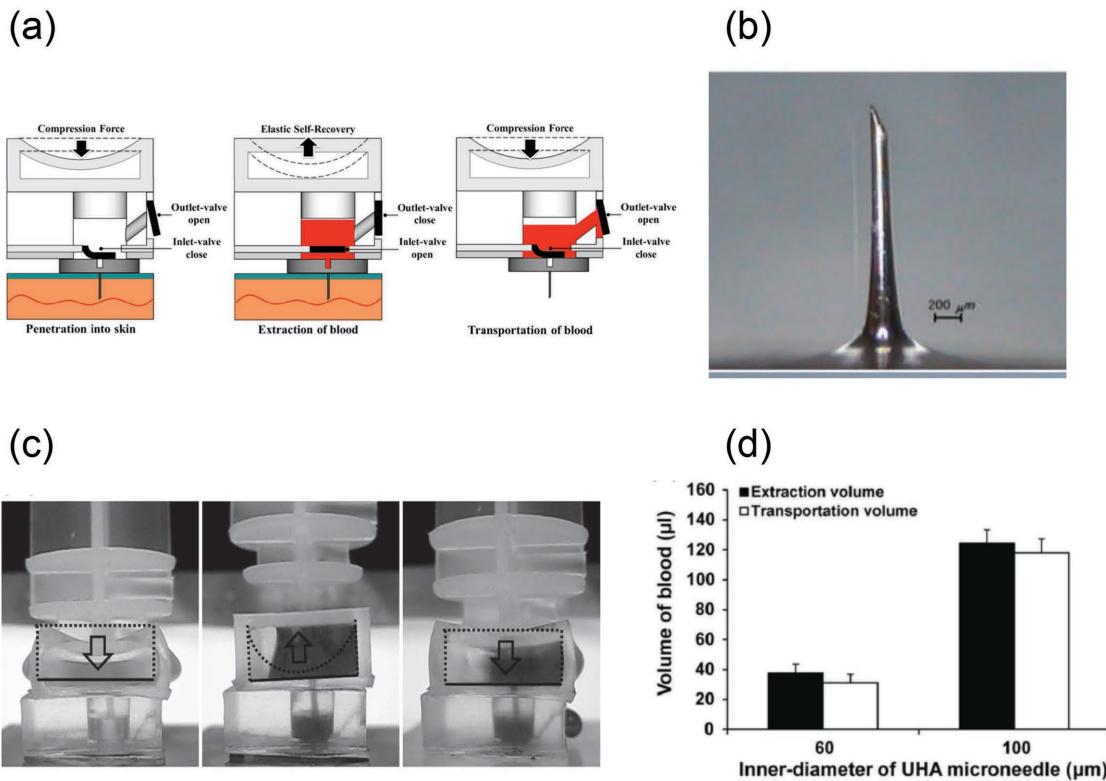 (a)
Compression Force
Outlet-valve
open
Inlet-valve
close
Penetration into skin
Elastic Self-Recovery
Outlet-valve
close
Inlet-valve
open
Extraction of blood
Compression Force
Outlet-valve
open
Inlet-valve
close
Transportation of blood
(b)
200 μm
(c)
(d)
Volume of blood (μl)
160
140
120
100
80
60
40
20
0
Extraction volume
Transportation volume
60
100
Inner-diameter of UHA microneedle (μm)